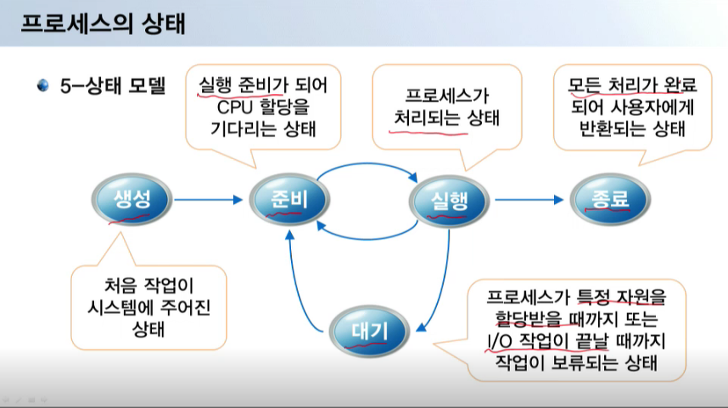 프로세스의 상태
5-상태 모델
실행 준비가 되어
CPU 할당을
기다리는 상태
프로세스가
처리되는 상태
모든 처리가 완료
되어 사용자에게
반환되는 상태
생성
준비
실행
종료
처음 작업이
시스템에 주어진
상태
대기
프로세스가 특정 자원을
할당받을 때까지 또는
I/O 작업이 끝날 때까지
작업이 보류되는 상태